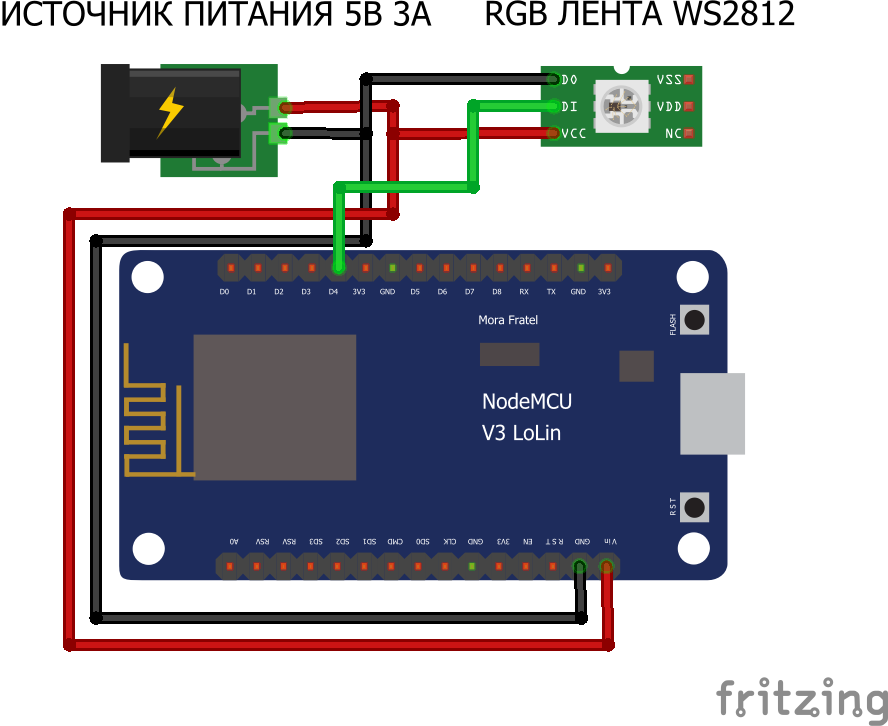 ИСТОЧНИК ПИТАНИЯ 5В 3А
RGB ЛЕНТА WS2812
DO
DI
VCC
VSS
VDD
NC
D0 D1 D2 D3 D4 3V3 GND D5 D6 D7 D8 RX TX GND 3V3
Mora Fratel
FLASH
NodeMCU
V3 LoLin
RST
A0 RSV RSV SD3 SD2 SD1 CMD SD0 CLK GND 3V3 EN RST GND Vin
fritzing